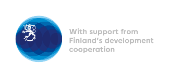 With support from
Finland's development
cooperation